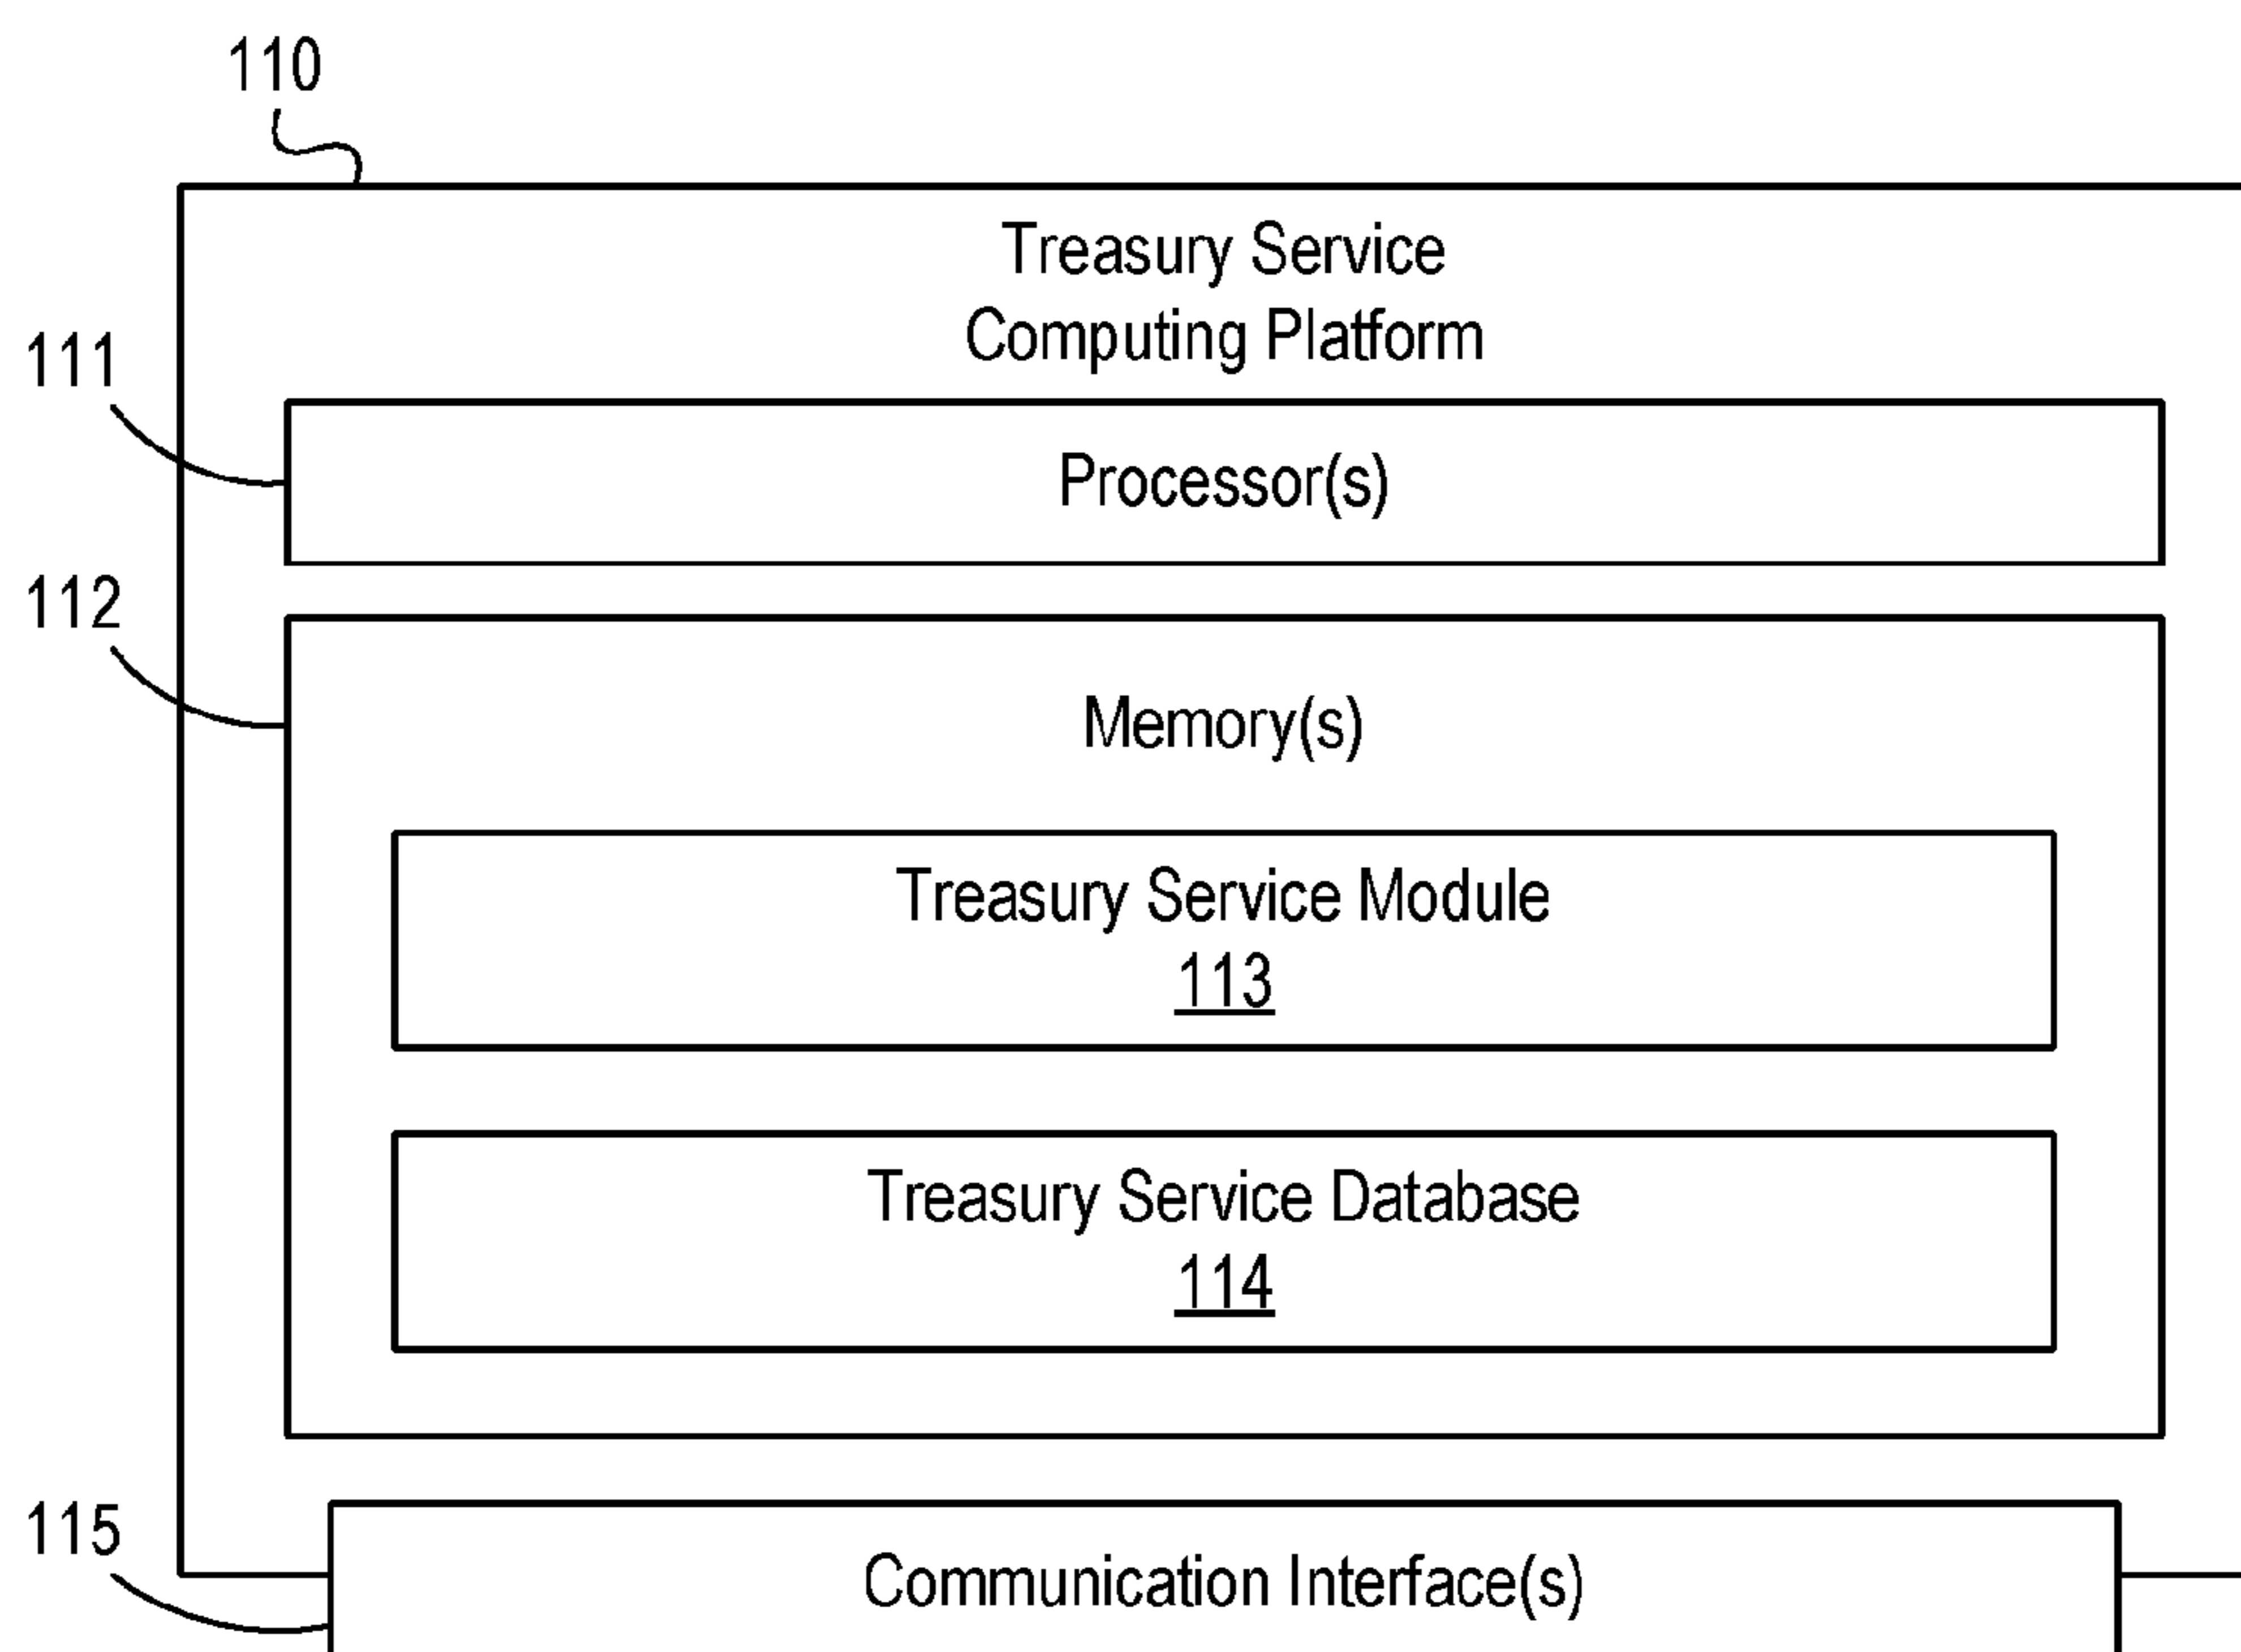 110
Treasury Service
Computing Platform
111
Processor(s)
112
Memory(s)
Treasury Service Module
113
Treasury Service Database
114
115
Communication Interface(s)